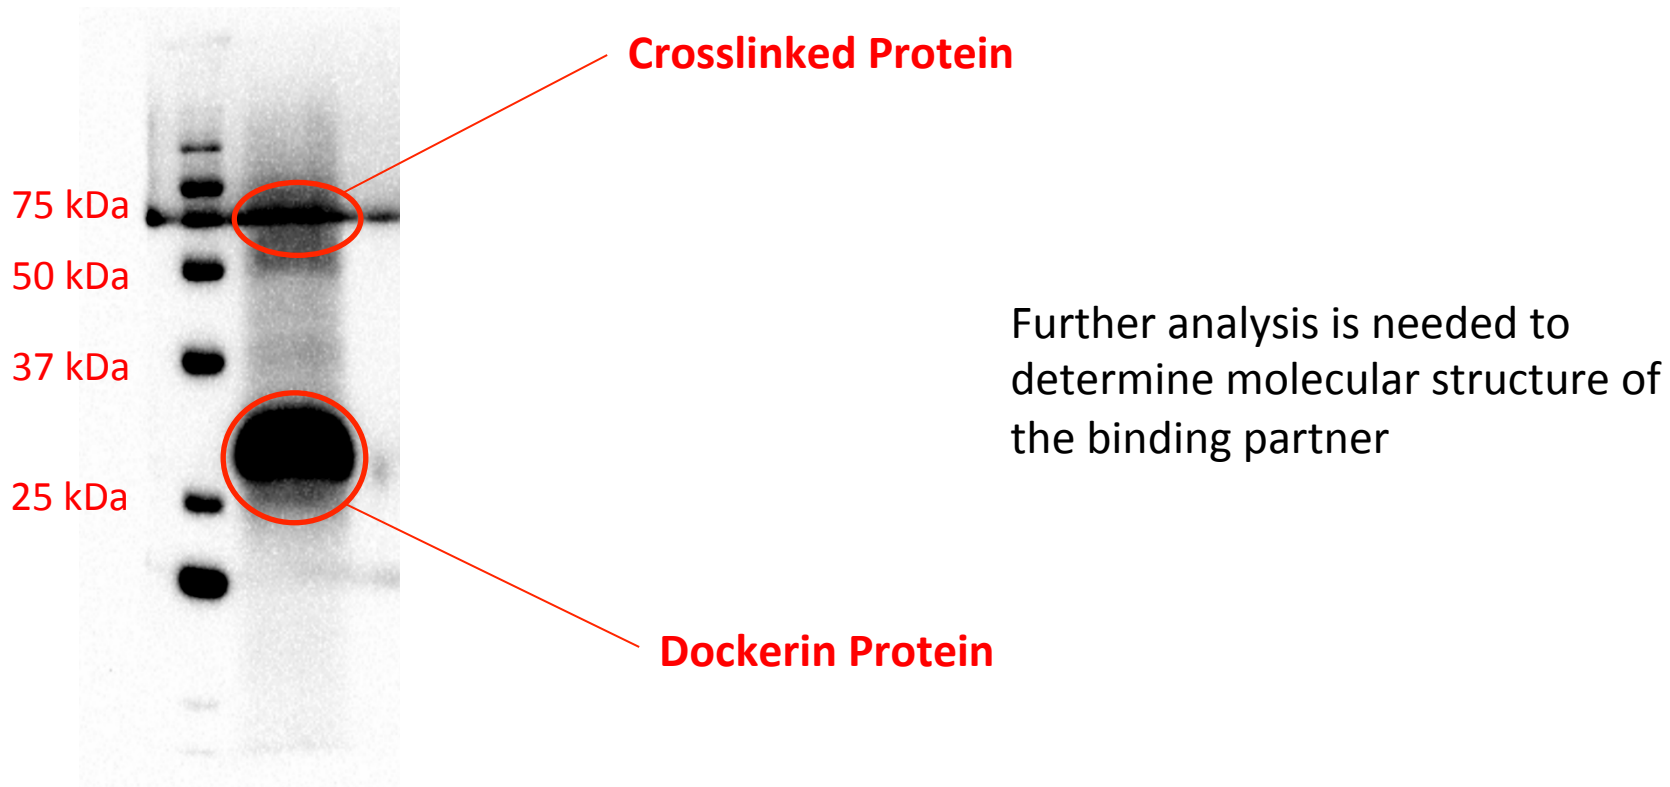 Crosslinked Protein
75 kDa
50 kDa
37 kDa
25 kDa
Further analysis is needed to
determine molecular structure of
the binding partner
Dockerin Protein